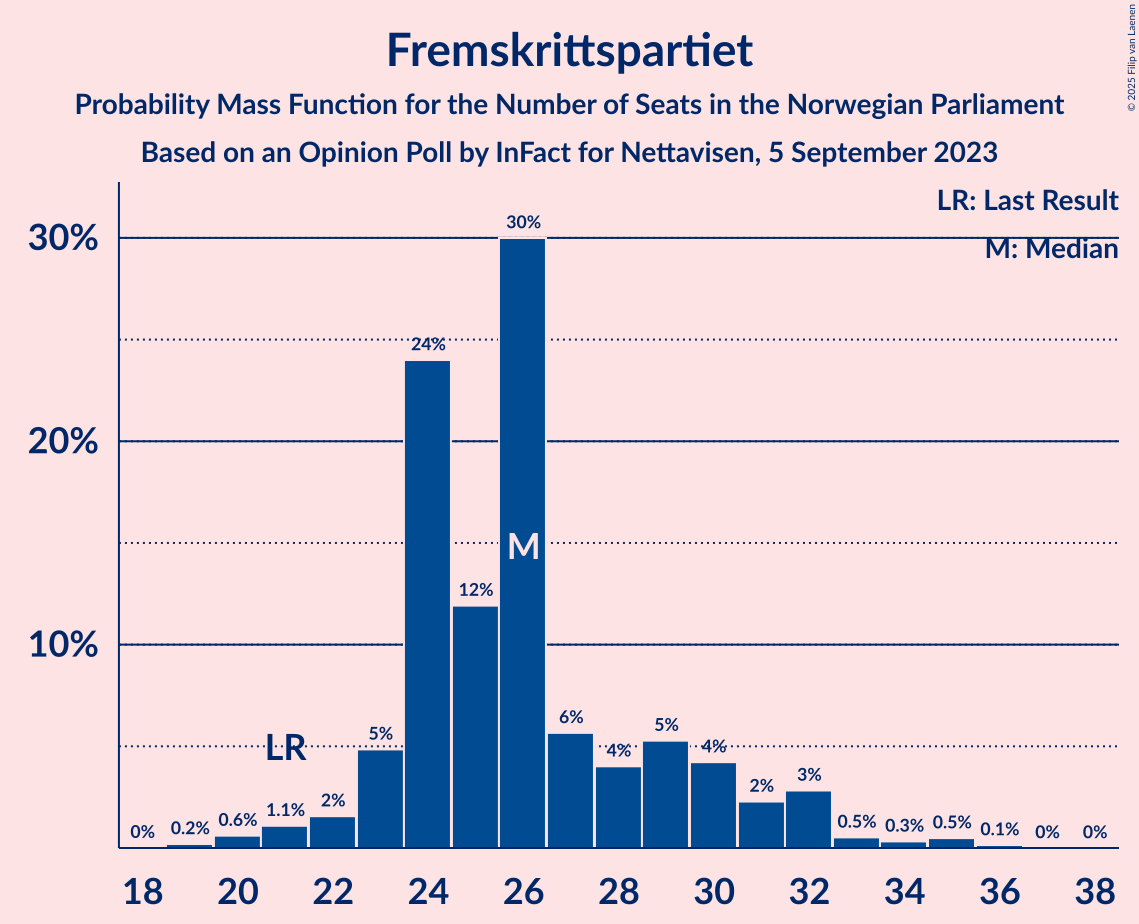 Fremskrittspartiet
Probability Mass Function for the Number of Seats in the Norwegian Parliament
Based on an Opinion Poll by InFact for Nettavisen, 5 September 2023
© 2025 Filip van Laenen
LR: Last Result
M: Median
30%
20%
10%
0% 0.2% 0.6% 1.1% 2% 5% 24% 12% 30% 6% 4% 5% 4% 2% 3% 0.5% 0.3% 0.5% 0.1% 0% 0%
LR
M
18 20 22 24 26 28 30 32 34 36 38